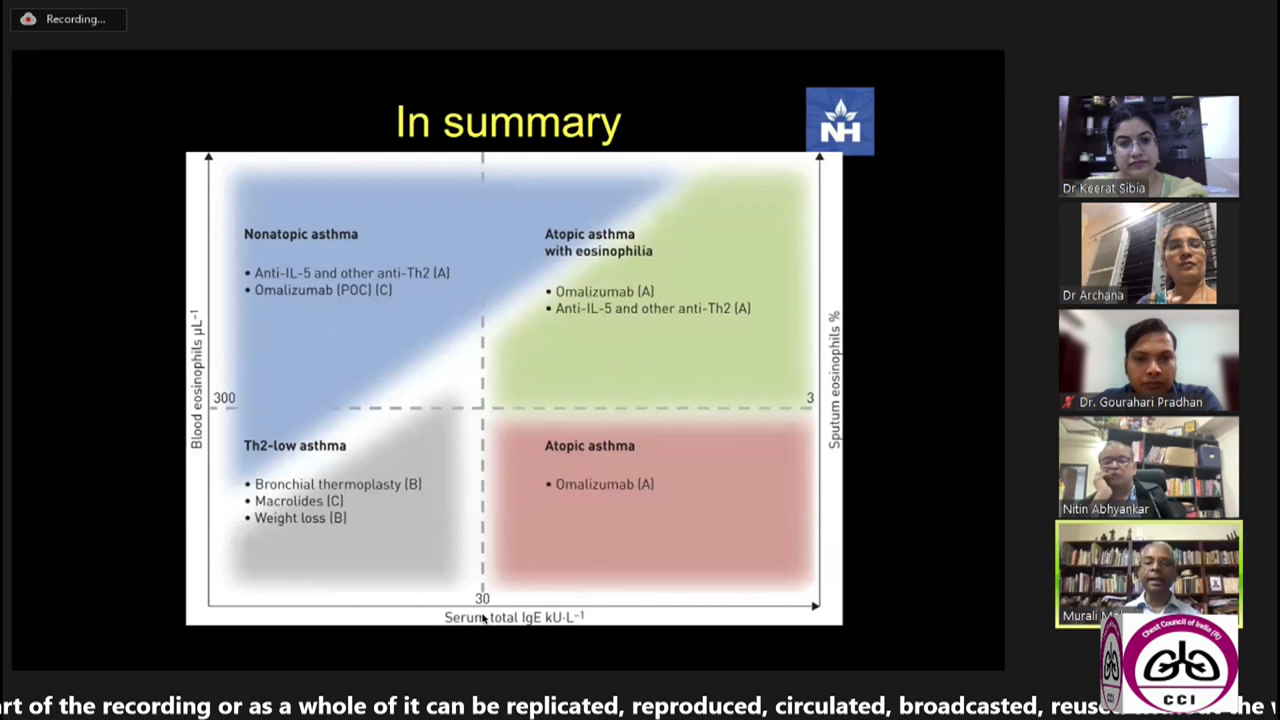 Recording...
In summary
NH
Nonatopic asthma
• Anti-IL-5 and other anti-Th2 (A)
• Omalizumab (POC) (C)
Atopic asthma
with eosinophilia
• Omalizumab (A)
• Anti-IL-5 and other anti-Th2 (A)
Blood eosinophils µL⁻¹
300
3
Sputum eosinophils %
Th2-low asthma
• Bronchial thermoplasty (B)
• Macrolides (C)
• Weight loss (B)
Atopic asthma
• Omalizumab (A)
30
Serum total IgE kU·L⁻¹
Dr Keerat Sibia
Dr Archana
Dr. Gourahari Pradhan
Nitin Abhyankar
Murali
Chest Council of India (R)
CCI
of the recording or as a whole of it can be replicated, reproduced, circulated, broadcasted, the